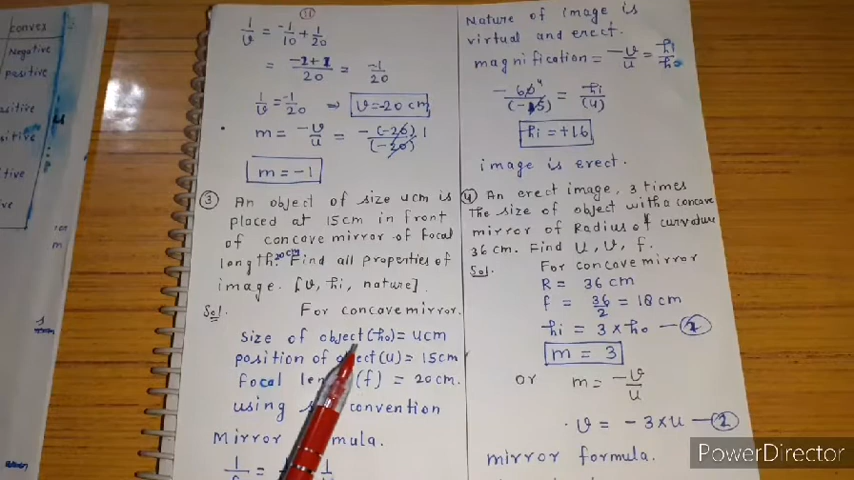 conves
Negative
positive
11
1/v = -1/10 + 1/20
= -2+1/20 = -1/20
1/v = -1/20 ⇒ v=-20 cm
m = -v/u = -(-20)/(-20) 1
m = -1
③ An object of size 4cm is
placed at 15cm in front
of concave mirror of focal
length 20cm. Find all properties of
image. [v, hi, nature].
Sol. For concave mirror.
Size of object (ho) = 4cm
position of object (u) = 15cm
focal (f) = 20cm.
using convention
Mirror
Nature of image is
virtual and erect.
magnification = -v/u = hi/ho
-60/(-15) 4 = hi/(4)
hi = +16
image is erect.
④ An erect image, 3 times
The size of object with a concave
mirror of Radius of curvature
36 cm. Find u, v, f.
Sol. For concave mirror
R = 36 cm
f = 36/2 = 18 cm
hi = 3 × ho — ①
m = 3
or m = -v/u
v = -3 × u — ②
mirror formula.
PowerDirector